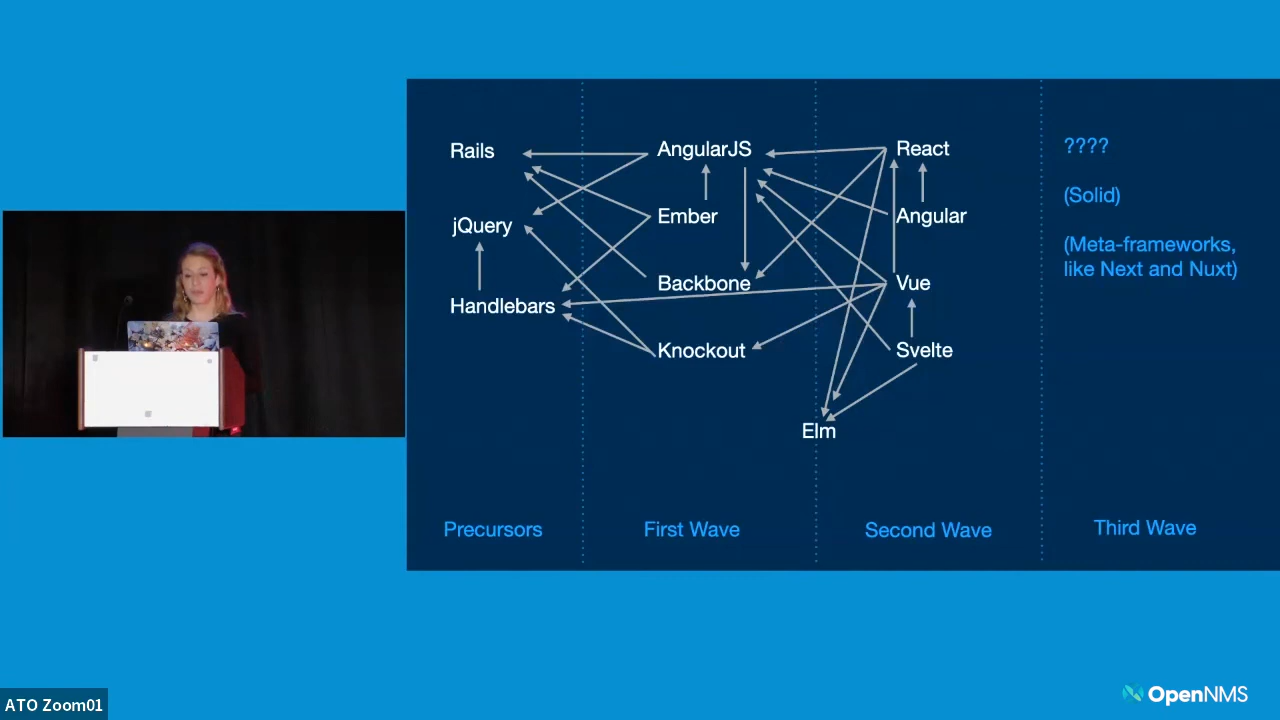 Rails
jQuery
Handlebars
AngularJS
Ember
Backbone
Knockout
React
Angular
Vue
Svelte
Elm
????
(Solid)
(Meta-frameworks,
like Next and Nuxt)
Precursors
First Wave
Second Wave
Third Wave
ATO Zoom01
OpenNMS